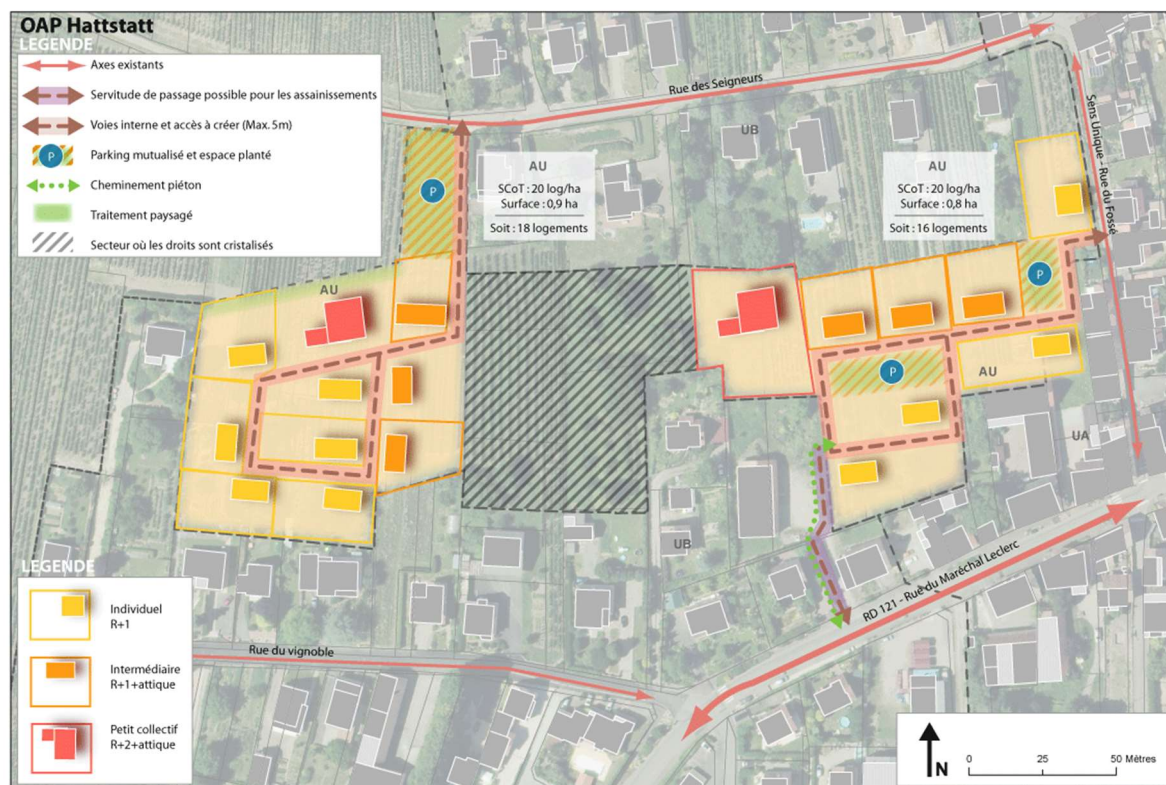 OAP Hattstatt
LEGENDE
Axes existants
Servitude de passage possible pour les assainissements
Voies interne et accès à créer (Max. 5m)
P
Parking mutualisé et espace planté
Cheminement piéton
Traitement paysagé
Secteur où les droits sont cristalisés
Rue des Seigneurs
Sens Unique - Rue du Fossé
UB
P
AU
SCoT : 20 log/ha
Surface : 0,9 ha
Soit : 18 logements
AU
SCoT : 20 log/ha
Surface : 0,8 ha
Soit : 16 logements
AU
P
P
AU
UA
UB
RD 121 - Rue du Maréchal Leclerc
Rue du vignoble
LEGENDE
Individuel
R+1
Intermédiaire
R+1+attique
Petit collectif
R+2+attique
N
0 25 50 Mètres